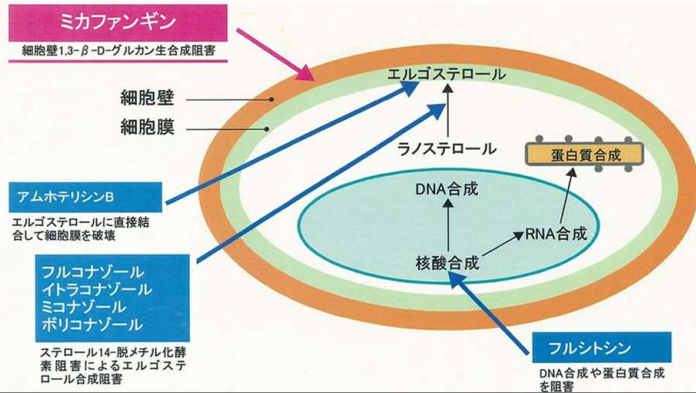 ミカファンギン
細胞壁1,3-β-D-グルカン生合成阻害
エルゴステロール
細胞壁
細胞膜
ラノステロール
蛋白質合成
アムホテリシンB
エルゴステロールに直接結
合して細胞膜を破壊
DNA合成
RNA合成
核酸合成
フルコナゾール
イトラコナゾール
ミコナゾール
ボリコナゾール
ステロール14-脱メチル化酵
素阻害によるエルゴステ
ロール合成阻害
フルシトシン
DNA合成や蛋白質合成
を阻害